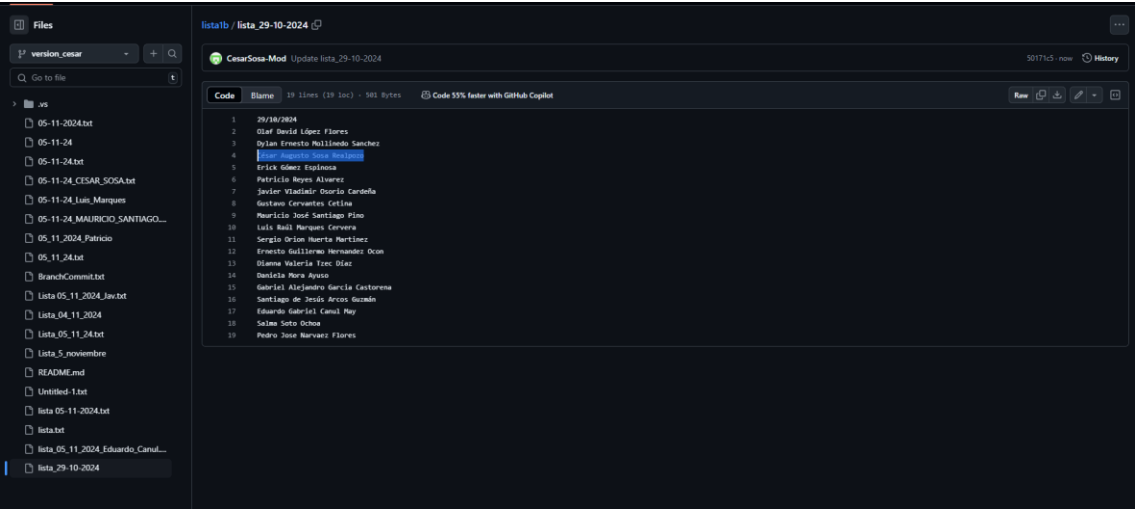 Files
version_cesar
Go to file
t
.vs
05-11-2024.txt
05-11-24
05-11-24.txt
05-11-24_CESAR_SOSA.txt
05-11-24_Luis_Marques
05-11-24_MAURICIO_SANTIAGO....
05_11_2024_Patricio
05_11_24.txt
BranchCommit.txt
Lista 05_11_2024_Jav.txt
Lista_04_11_2024
Lista_05_11_24.txt
Lista_5_noviembre
README.md
Untitled-1.txt
lista 05-11-2024.txt
lista.txt
lista_05_11_2024_Eduardo_Canul....
lista_29-10-2024
lista1b / lista_29-10-2024
CesarSosa-Mod Update lista_29-10-2024
50171c5 · now History
Code Blame 19 lines (19 loc) · 501 Bytes Code 55% faster with GitHub Copilot
Raw
1 29/10/2024
2 Olaf David López Flores
3 Dylan Ernesto Mollinedo Sanchez
4 César Augusto Sosa Realpozo
5 Erick Gómez Espinosa
6 Patricio Reyes Alvarez
7 javier Vladimir Osorio Cardeña
8 Gustavo Cervantes Cetina
9 Mauricio José Santiago Pino
10 Luis Raúl Marques Cervera
11 Sergio Orion Huerta Martinez
12 Ernesto Guillermo Hernandez Ocon
13 Dianna Valeria Tzec Díaz
14 Daniela Mora Ayuso
15 Gabriel Alejandro García Castorena
16 Santiago de Jesús Arcos Guzmán
17 Eduardo Gabriel Canul May
18 Salma Soto Ochoa
19 Pedro Jose Narvaez Flores